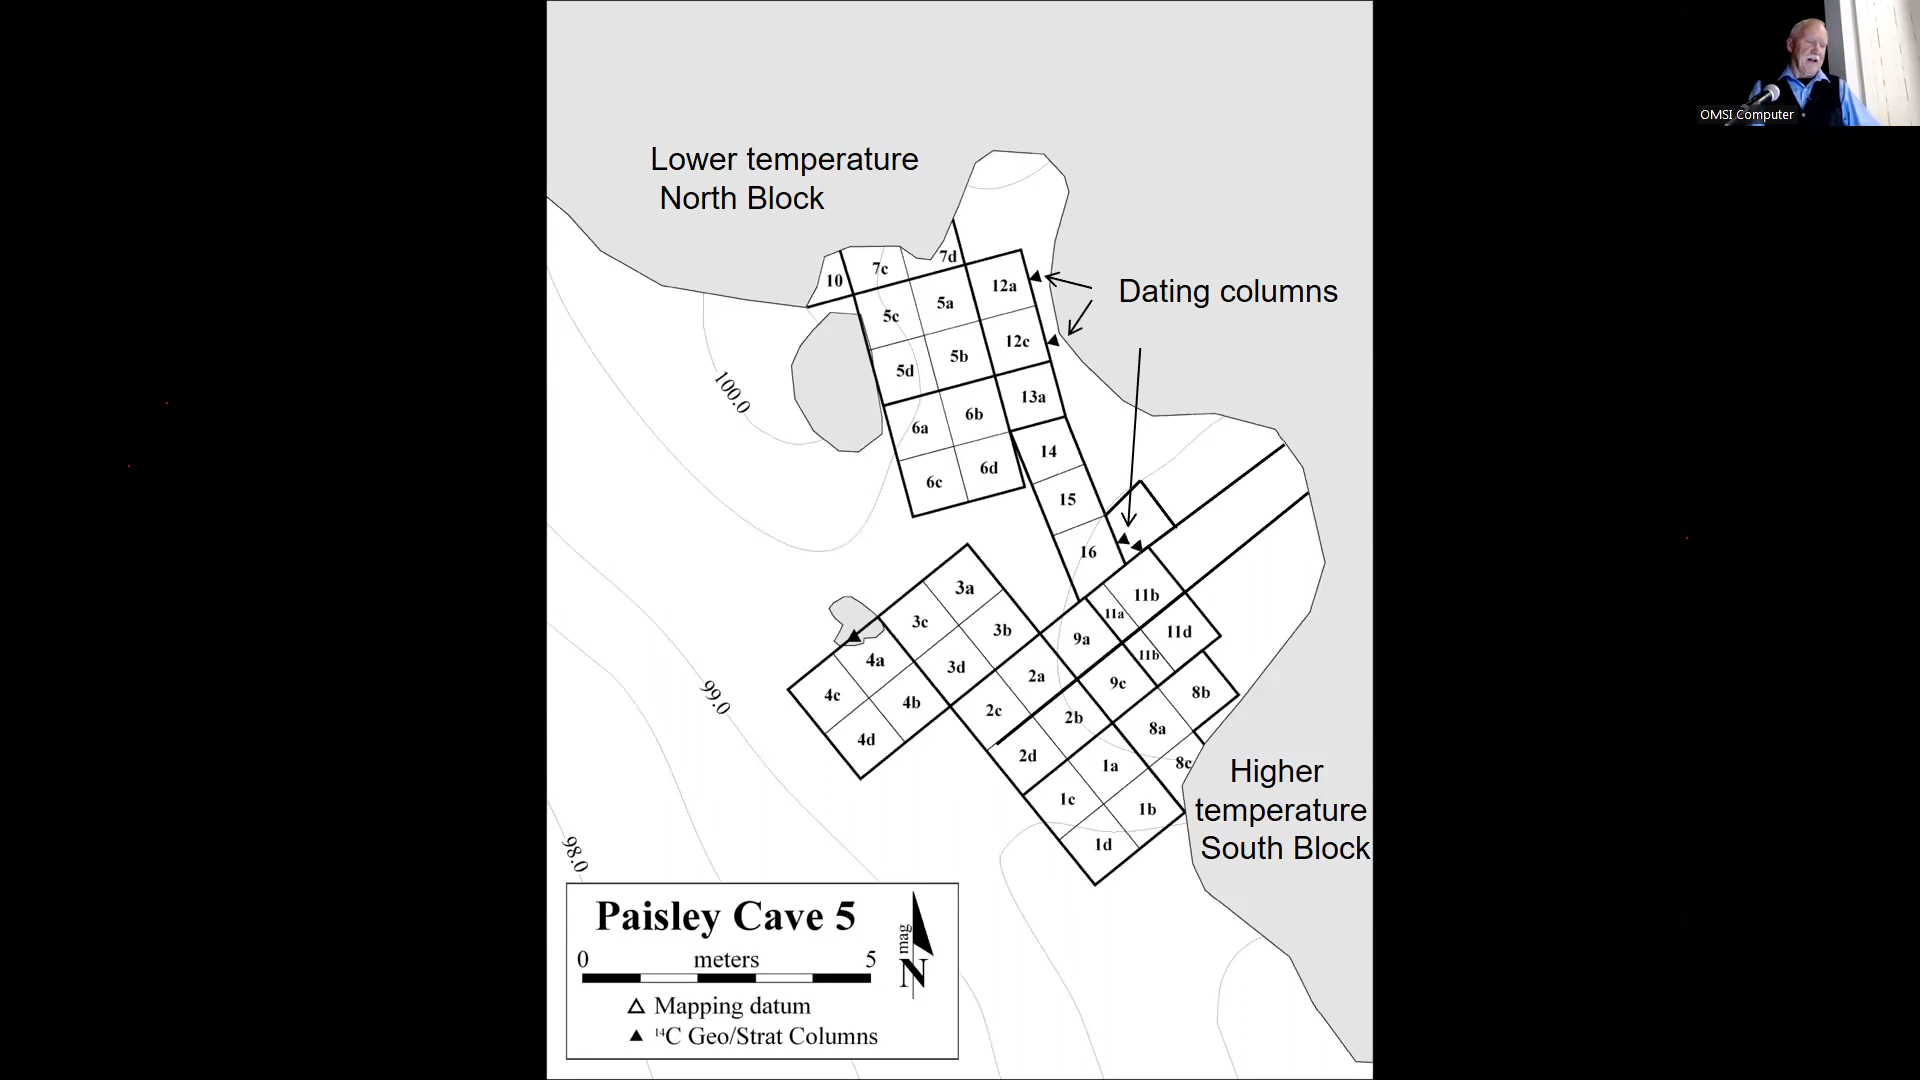 OMSI Computer
Lower temperature
North Block
Dating columns
10
7c
7d
12a
5c
5a
12c
5d
5b
13a
6a
6b
14
6c
6d
15
16
100.0
99.0
98.0
3a
3c
3b
3d
4a
4c
4b
4d
9a
11a
11b
11d
11b
9c
2a
2c
2b
2d
8b
8a
8c
1a
1c
1b
1d
Higher
temperature
South Block
Paisley Cave 5
0 meters 5
mag
N
Mapping datum
14C Geo/Strat Columns